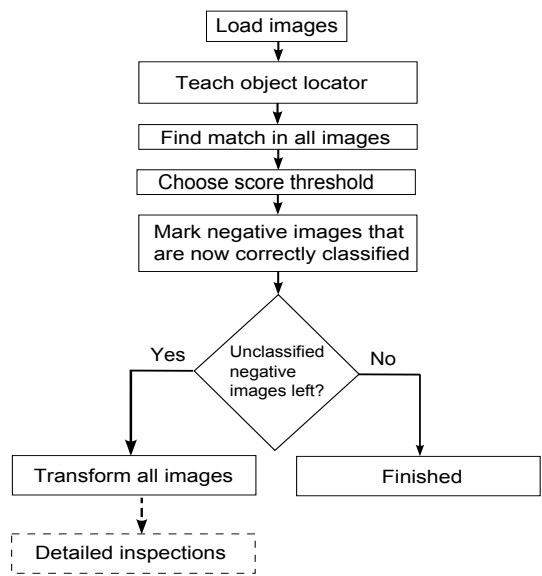 Load images
Teach object locator
Find match in all images
Choose score threshold
Mark negative images that
are now correctly classified
Unclassified
negative
images left?
Yes
No
Transform all images
Finished
Detailed inspections